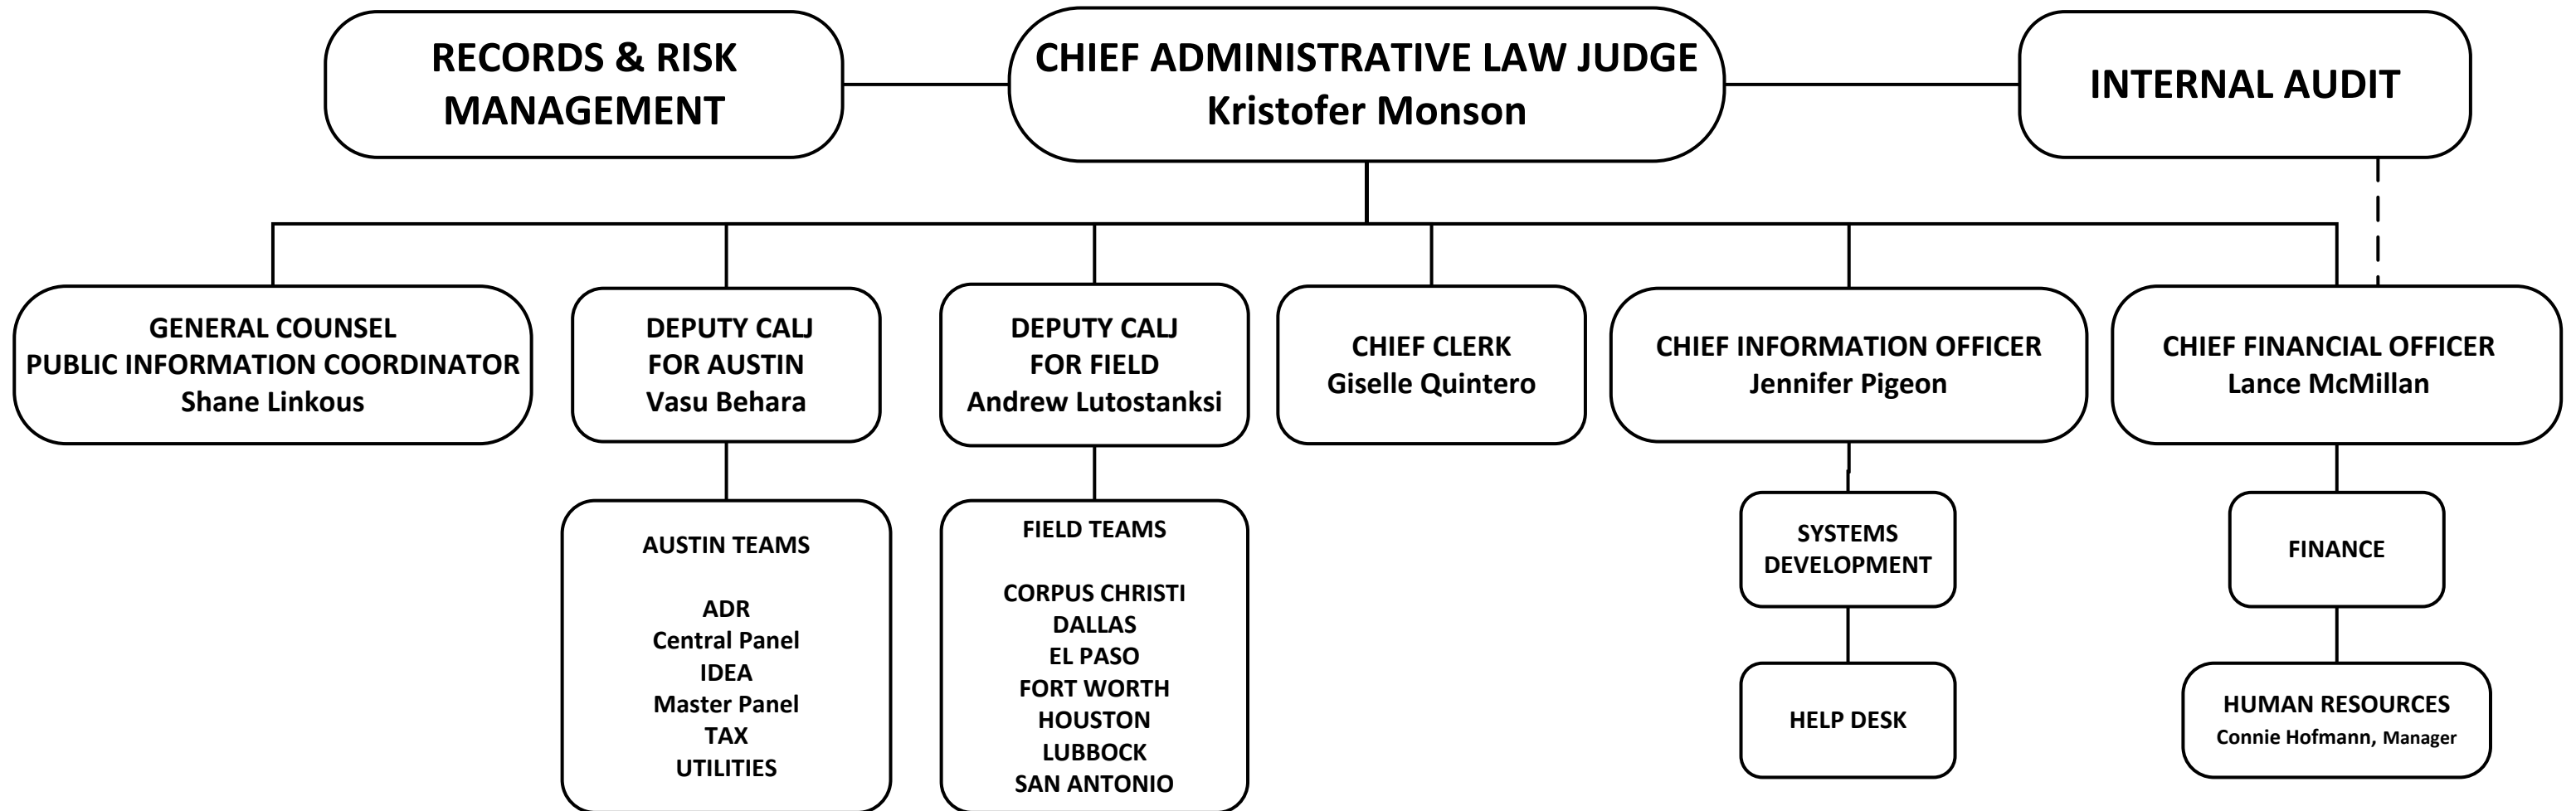 RECORDS & RISK
MANAGEMENT
CHIEF ADMINISTRATIVE LAW JUDGE
Kristofer Monson
INTERNAL AUDIT
GENERAL COUNSEL
PUBLIC INFORMATION COORDINATOR
Shane Linkous
DEPUTY CALJ
FOR AUSTIN
Vasu Behara
DEPUTY CALJ
FOR FIELD
Andrew Lutostanksi
CHIEF CLERK
Giselle Quintero
CHIEF INFORMATION OFFICER
Jennifer Pigeon
CHIEF FINANCIAL OFFICER
Lance McMillan
AUSTIN TEAMS
ADR
Central Panel
IDEA
Master Panel
TAX
UTILITIES
FIELD TEAMS
CORPUS CHRISTI
DALLAS
EL PASO
FORT WORTH
HOUSTON
LUBBOCK
SAN ANTONIO
SYSTEMS
DEVELOPMENT
HELP DESK
FINANCE
HUMAN RESOURCES
Connie Hofmann, Manager